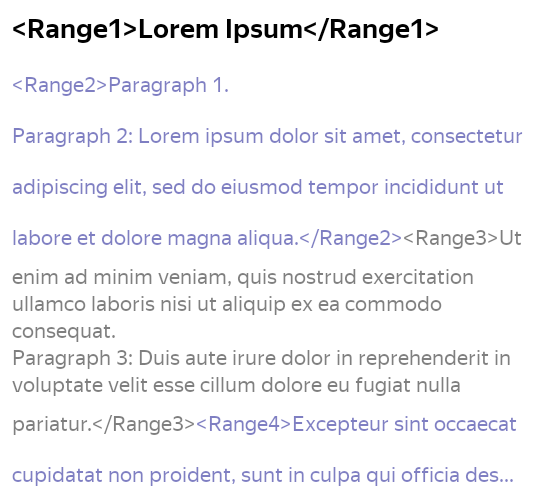 <Range1>Lorem Ipsum</Range1>
<Range2>Paragraph 1.
Paragraph 2: Lorem ipsum dolor sit amet, consectetur
adipiscing elit, sed do eiusmod tempor incididunt ut
labore et dolore magna aliqua.</Range2><Range3>Ut
enim ad minim veniam, quis nostrud exercitation
ullamco laboris nisi ut aliquip ex ea commodo
consequat.
Paragraph 3: Duis aute irure dolor in reprehenderit in
voluptate velit esse cillum dolore eu fugiat nulla
pariatur.</Range3><Range4>Excepteur sint occaecat
cupidatat non proident, sunt in culpa qui officia des...